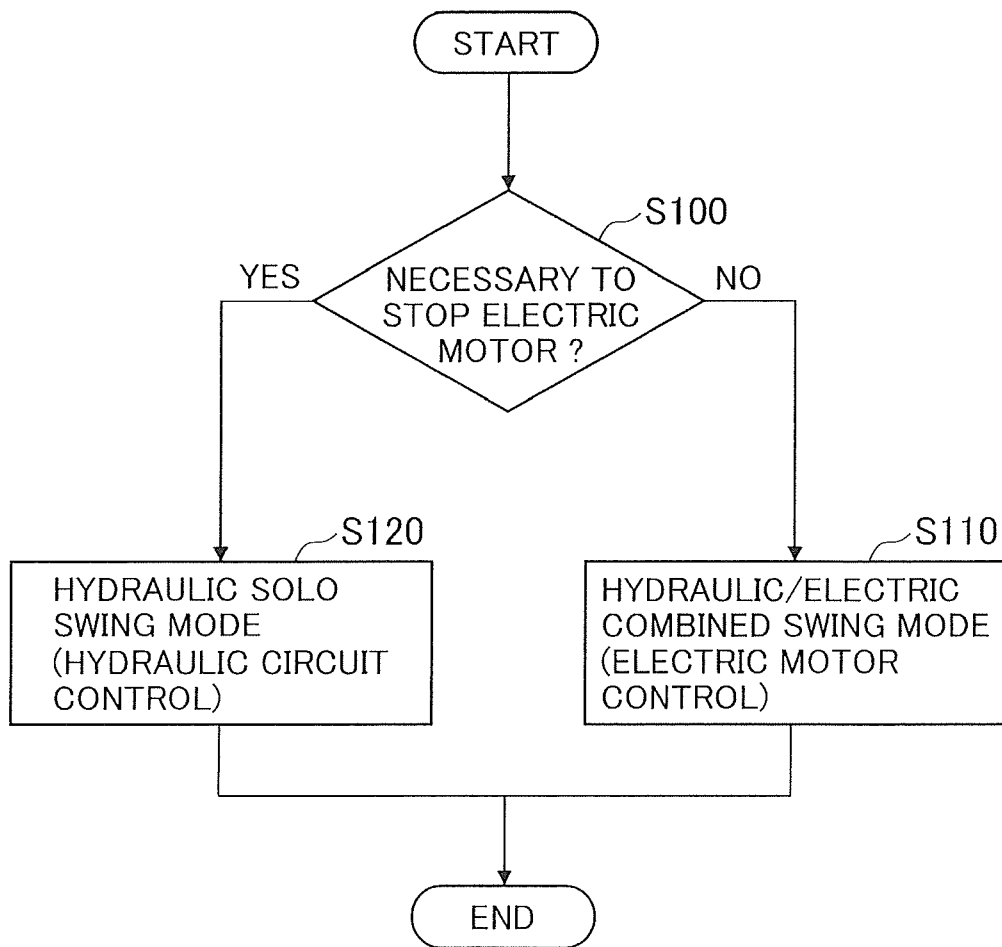 START
S100
YES
NECESSARY TO
STOP ELECTRIC
MOTOR ?
NO
S120
HYDRAULIC SOLO
SWING MODE
(HYDRAULIC CIRCUIT
CONTROL)
S110
HYDRAULIC/ELECTRIC
COMBINED SWING MODE
(ELECTRIC MOTOR
CONTROL)
END